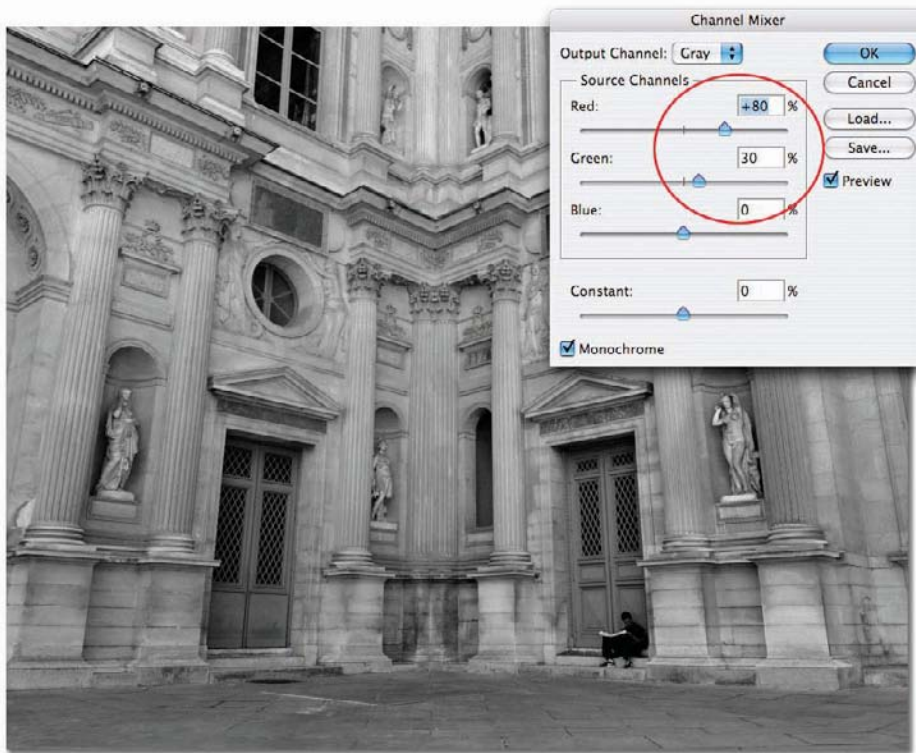 Channel Mixer
Output Channel: Gray
OK
Source Channels
Cancel
Red: +80 %
Load...
Green: 30 %
Save...
Preview
Blue: 0 %
Constant: 0 %
Monochrome